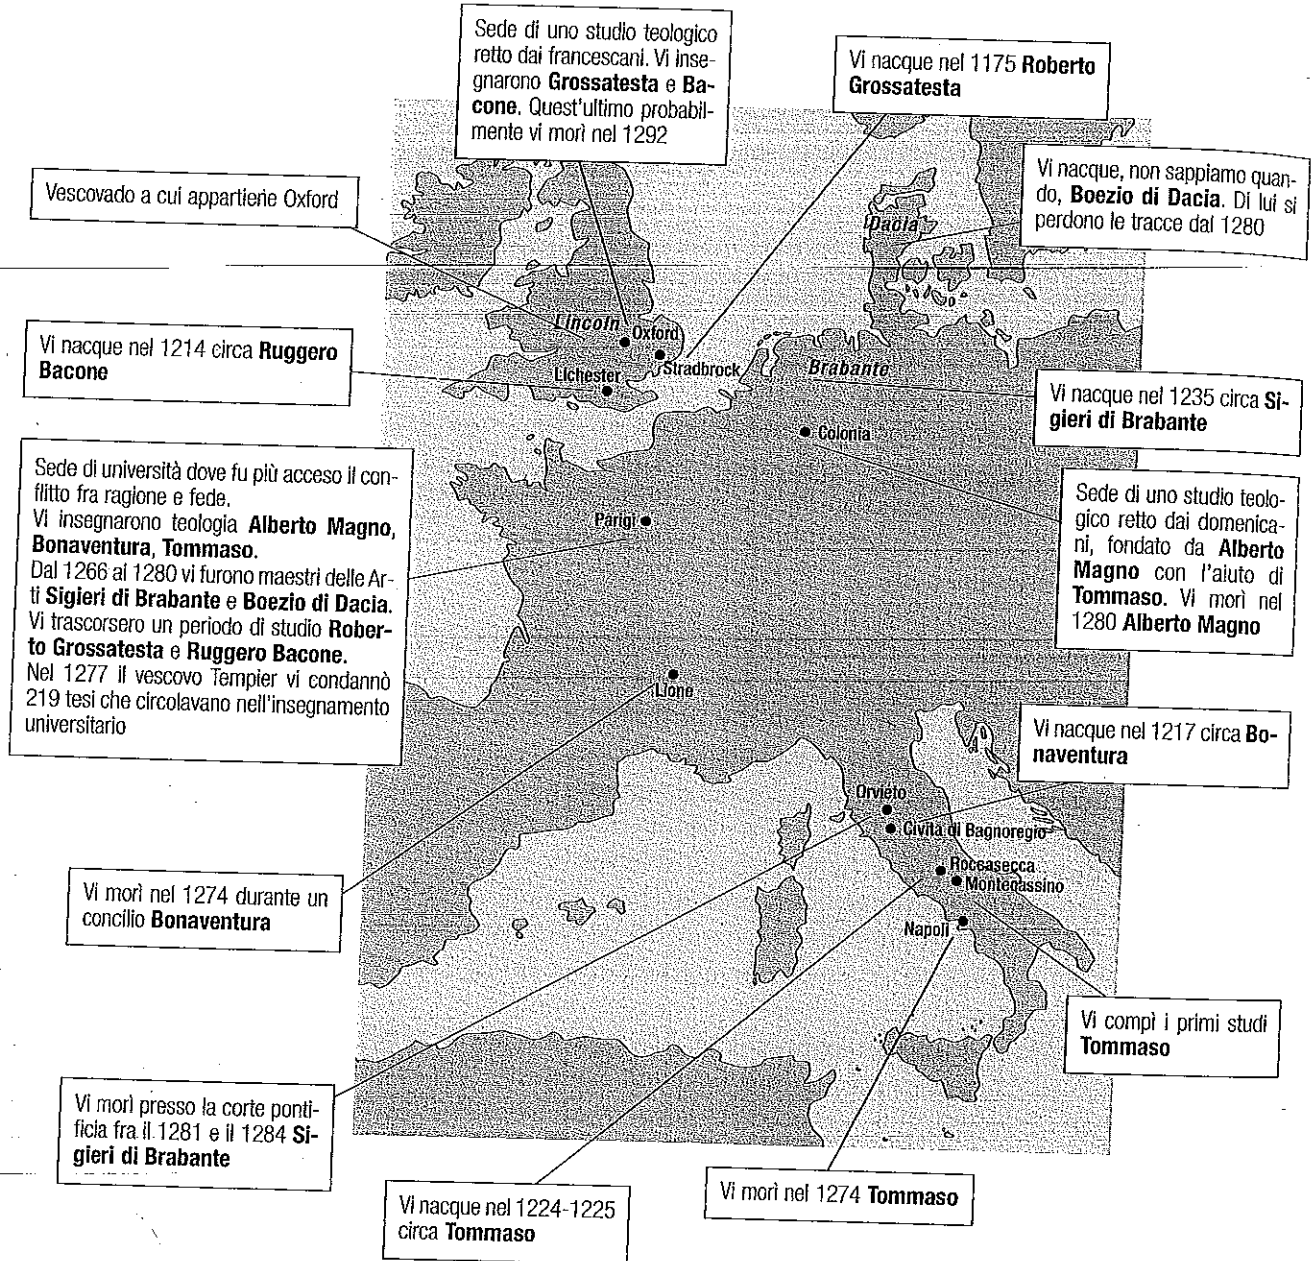 Sede di uno studio teologico
retto dai francescani. Vi inse-
gnarono Grossatesta e Ba-
cone. Quest'ultimo probabil-
mente vi morì nel 1292
Vi nacque nel 1175 Roberto
Grossatesta
Vescovado a cui appartiene Oxford
Vi nacque, non sappiamo quan-
do, Boezio di Dacia. Di lui si
perdono le tracce dal 1280
Dacia
Lincoln
Oxford
Stradbrock
Lichester
Brabante
Colonia
Parigi
Lione
Orvieto
Civita di Bagnoregio
Roccasecca
Montecassino
Napoli
Vi nacque nel 1214 circa Ruggero
Bacone
Vi nacque nel 1235 circa Si-
gieri di Brabante
Sede di università dove fu più acceso il con-
flitto fra ragione e fede.
Vi insegnarono teologia Alberto Magno,
Bonaventura, Tommaso.
Dal 1266 al 1280 vi furono maestri delle Ar-
ti Sigieri di Brabante e Boezio di Dacia.
Vi trascorsero un periodo di studio Rober-
to Grossatesta e Ruggero Bacone.
Nel 1277 il vescovo Tempier vi condannò
219 tesi che circolavano nell'insegnamento
universitario
Sede di uno studio teolo-
gico retto dai domenica-
ni, fondato da Alberto
Magno con l'aiuto di
Tommaso. Vi morì nel
1280 Alberto Magno
Vi nacque nel 1217 circa Bo-
naventura
Vi morì nel 1274 durante un
concilio Bonaventura
Vi compì i primi studi
Tommaso
Vi morì presso la corte ponti-
ficia fra il 1281 e il 1284 Si-
gieri di Brabante
Vi nacque nel 1224-1225
circa Tommaso
Vi morì nel 1274 Tommaso